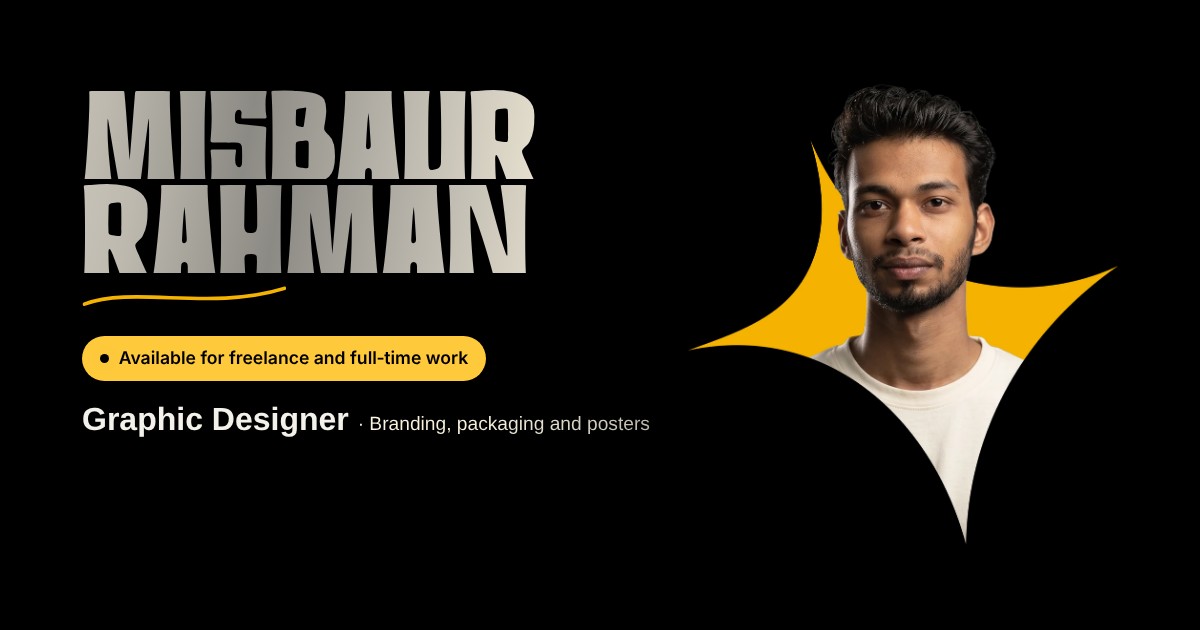 MISBAUR
RAHMAN
Available for freelance and full-time work
Graphic Designer · Branding, packaging and posters